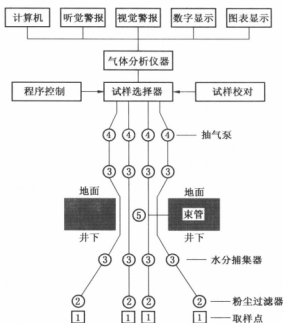 计算机 听觉警报 视觉警报 数字显示 图表显示
气体分析仪器
程序控制 试样选择器 试样校对
④ ④ ④ ④ 抽气泵
③ ③ ③ ③
地面 地面
⑤ 束管
井下 井下
③ ③ ③ ③ 水分捕集器
② ② ② ② 粉尘过滤器
1 1 1 1 取样点